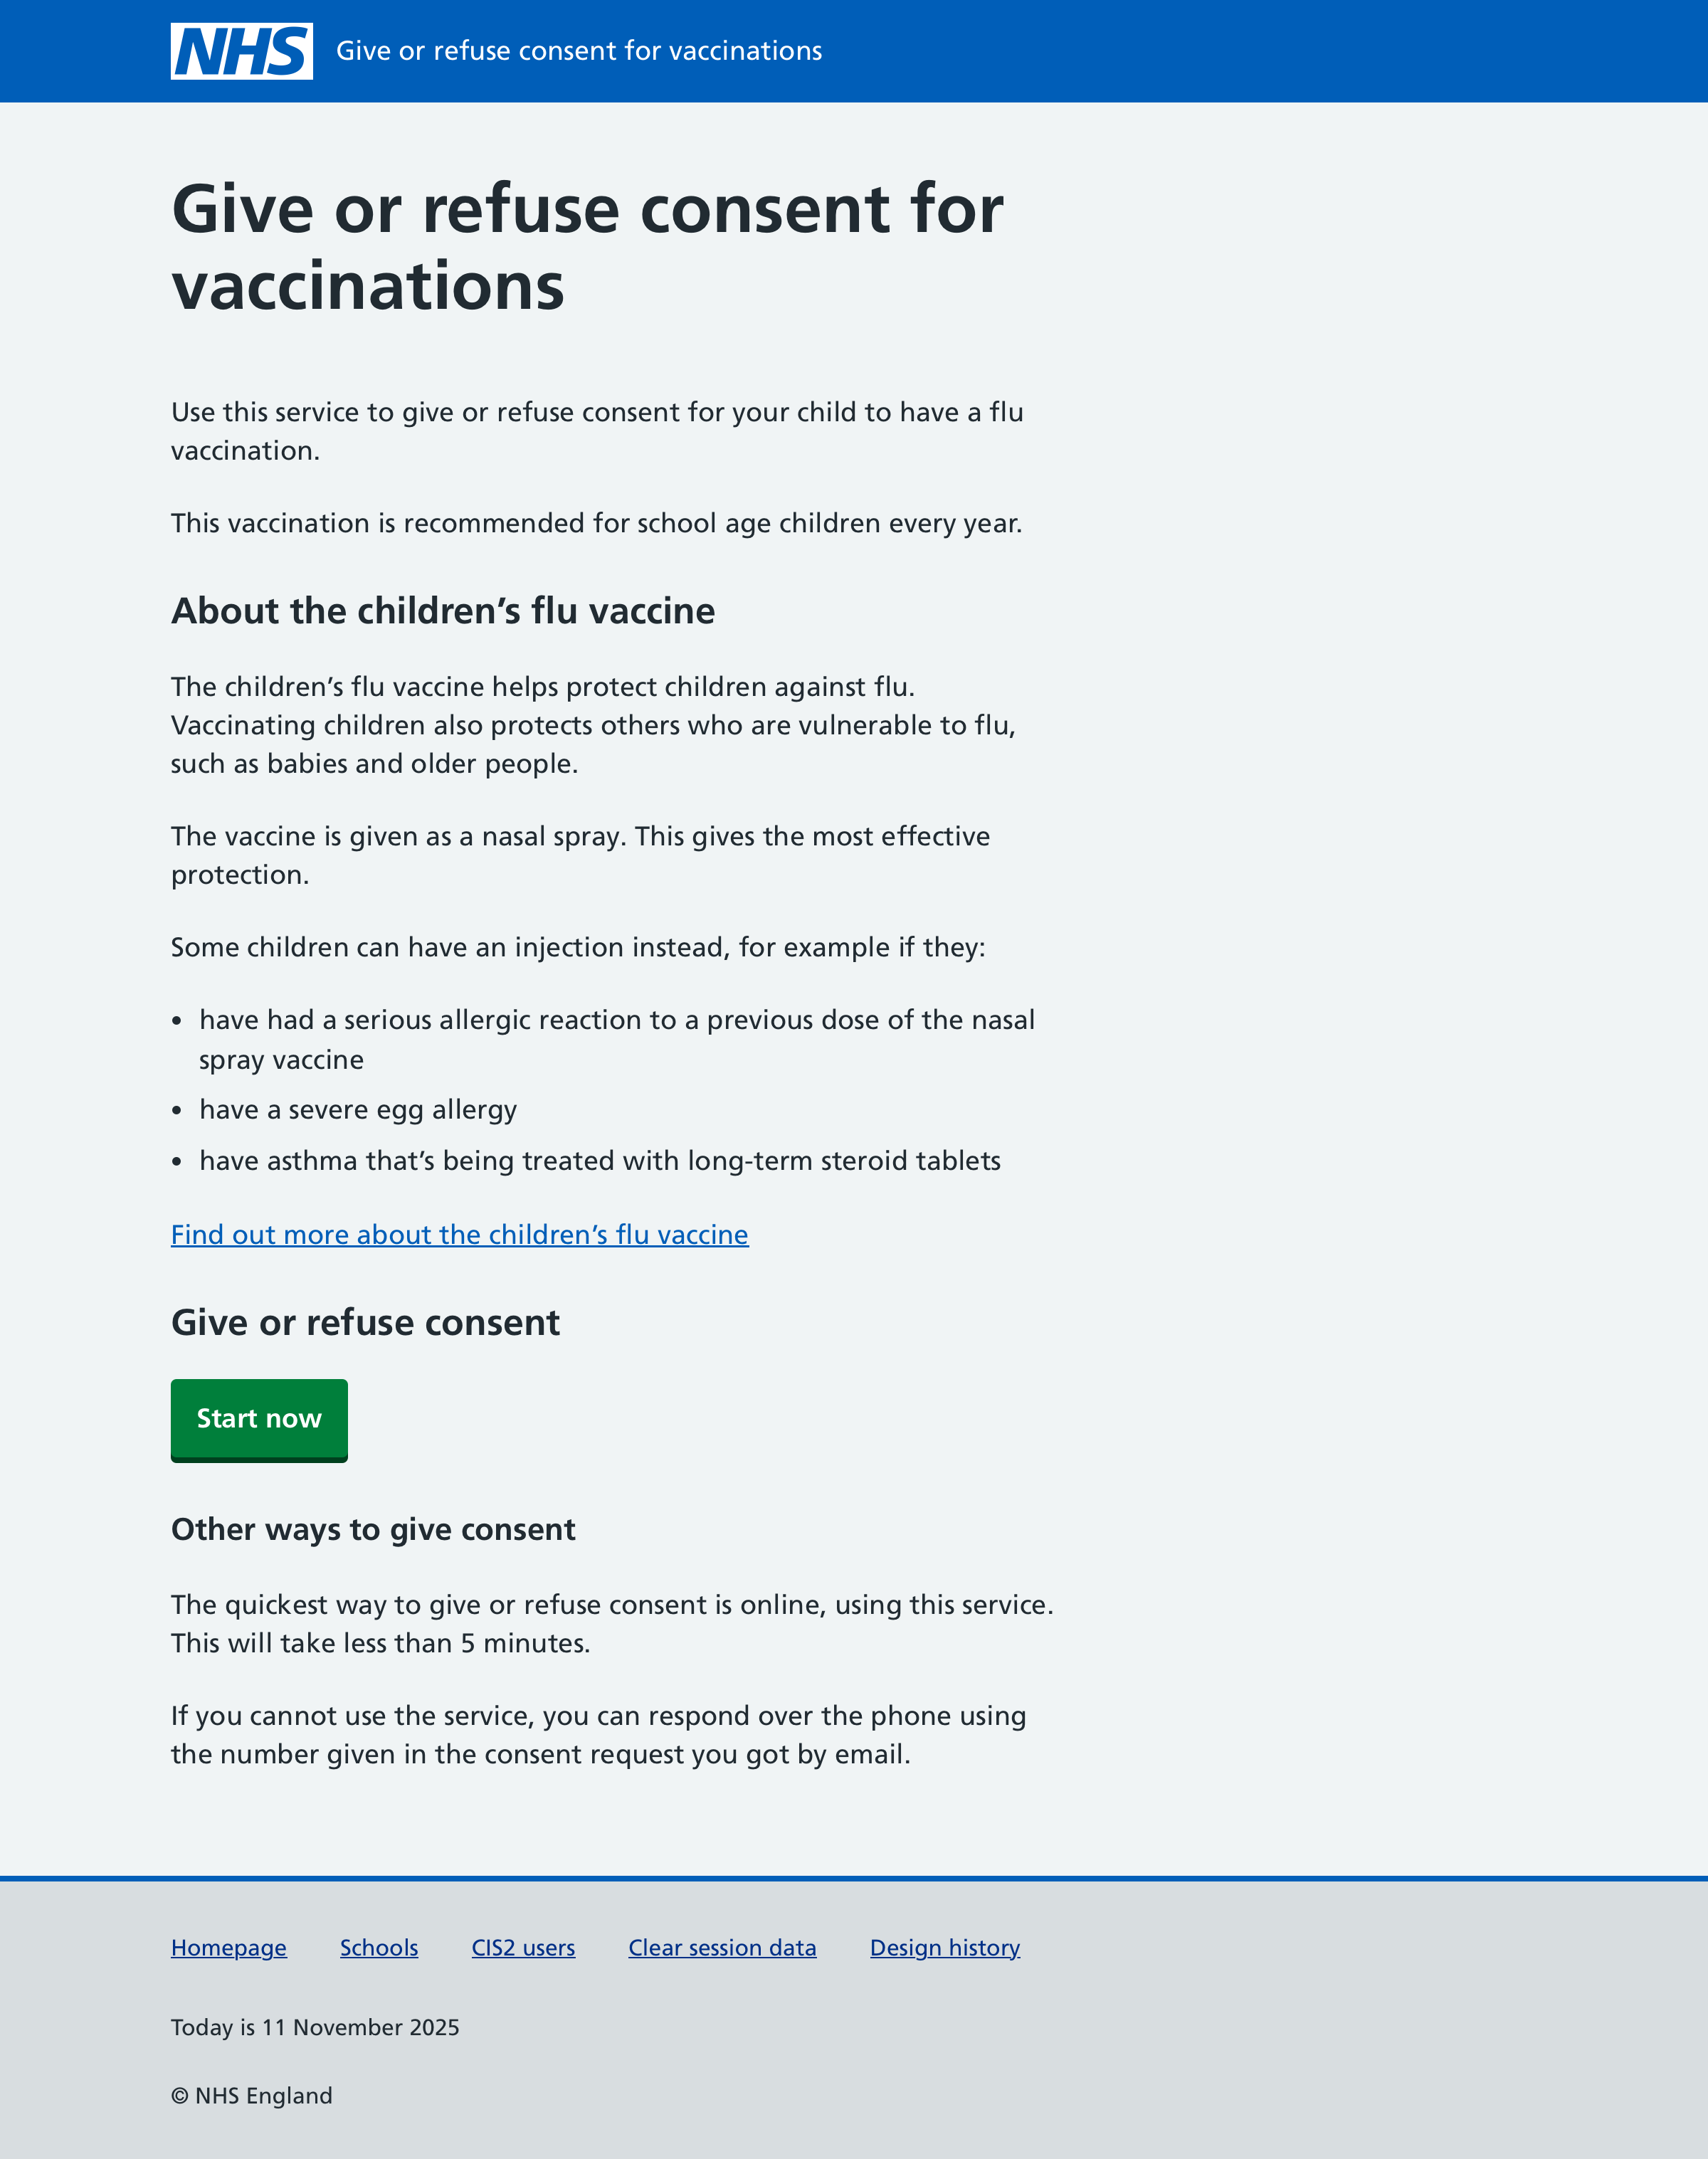 NHS Give or refuse consent for vaccinations
Give or refuse consent for
vaccinations
Use this service to give or refuse consent for your child to have a flu
vaccination.
This vaccination is recommended for school age children every year.
About the children’s flu vaccine
The children’s flu vaccine helps protect children against flu.
Vaccinating children also protects others who are vulnerable to flu,
such as babies and older people.
The vaccine is given as a nasal spray. This gives the most effective
protection.
Some children can have an injection instead, for example if they:
• have had a serious allergic reaction to a previous dose of the nasal
spray vaccine
• have a severe egg allergy
• have asthma that’s being treated with long-term steroid tablets
Find out more about the children’s flu vaccine
Give or refuse consent
Start now
Other ways to give consent
The quickest way to give or refuse consent is online, using this service.
This will take less than 5 minutes.
If you cannot use the service, you can respond over the phone using
the number given in the consent request you got by email.
Homepage Schools CIS2 users Clear session data Design history
Today is 11 November 2025
© NHS England